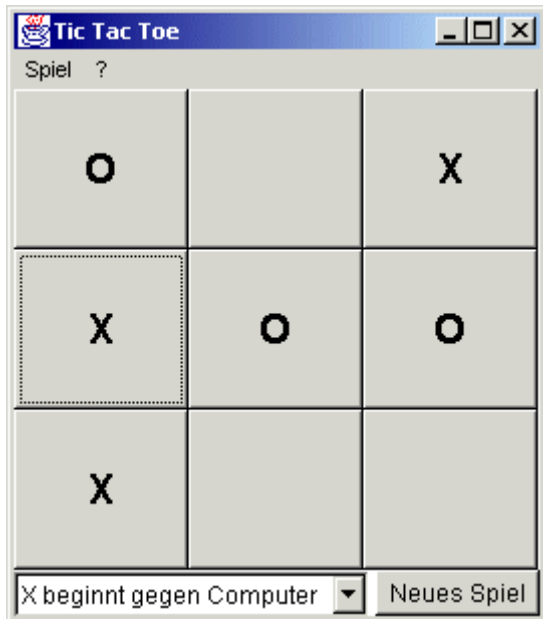 Tic Tac Toe
Spiel ?
O X
X O O
X
X beginnt gegen Computer Neues Spiel